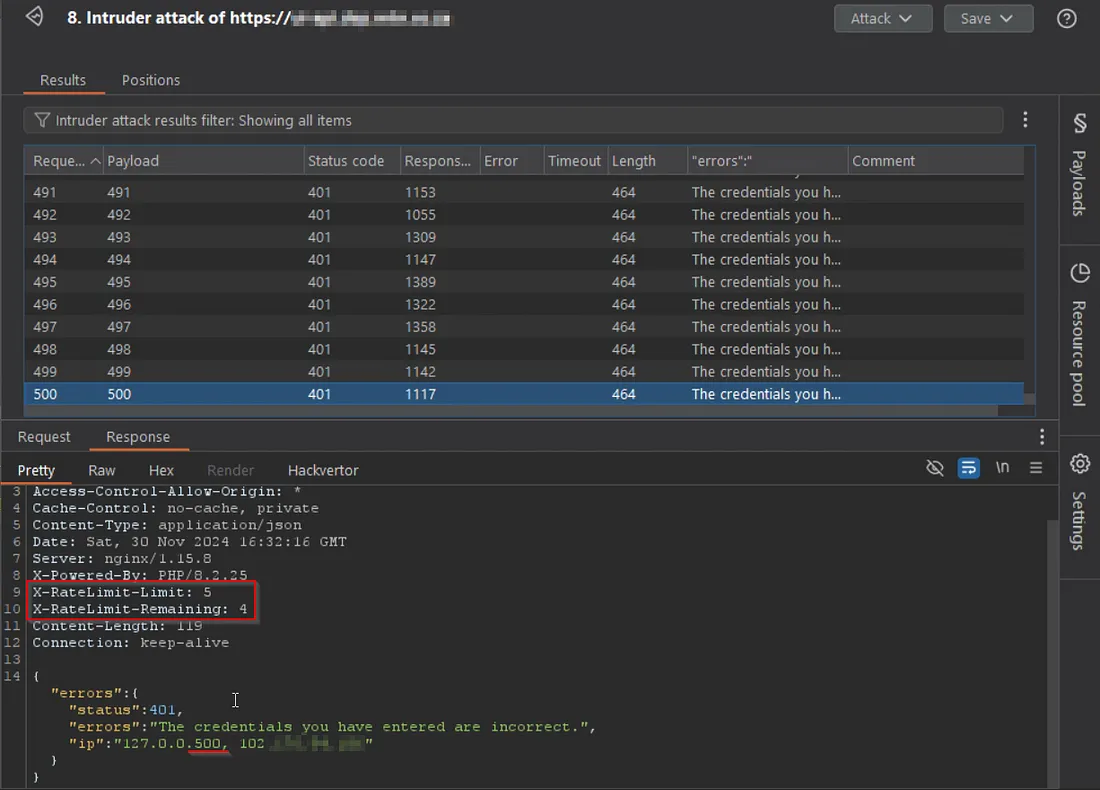 8. Intruder attack of https://
Attack
Save
Results
Positions
Intruder attack results filter: Showing all items
Reque... Payload Status code Respons... Error Timeout Length "errors":" Comment
491 491 401 1153 464 The credentials you h...
492 492 401 1055 464 The credentials you h...
493 493 401 1309 464 The credentials you h...
494 494 401 1147 464 The credentials you h...
495 495 401 1389 464 The credentials you h...
496 496 401 1322 464 The credentials you h...
497 497 401 1358 464 The credentials you h...
498 498 401 1145 464 The credentials you h...
499 499 401 1142 464 The credentials you h...
500 500 401 1117 464 The credentials you h...
Payloads
Resource pool
Settings
Request Response
Pretty Raw Hex Render Hackvertor \n
3 Access-Control-Allow-Origin: *
4 Cache-Control: no-cache, private
5 Content-Type: application/json
6 Date: Sat, 30 Nov 2024 16:32:16 GMT
7 Server: nginx/1.15.8
8 X-Powered-By: PHP/8.2.25
9 X-RateLimit-Limit: 5
10 X-RateLimit-Remaining: 4
11 Content-Length: 119
12 Connection: keep-alive
13
14 {
"errors":{
"status":401,
"errors":"The credentials you have entered are incorrect.",
"ip":"127.0.0.500, 102 "
}
}